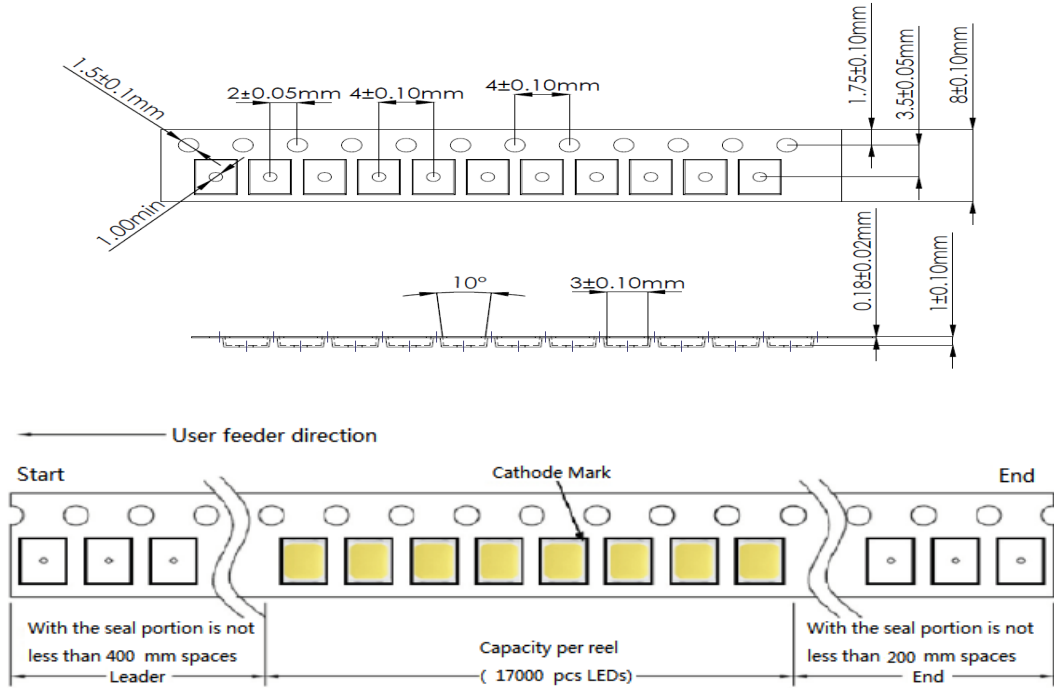 1.5±0.1mm
2±0.05mm
4±0.10mm
4±0.10mm
1.75±0.10mm
3.5±0.05mm
8±0.10mm
1.00min
10°
3±0.10mm
0.18±0.02mm
1±0.10mm
User feeder direction
Start
Cathode Mark
End
With the seal portion is not
less than 400 mm spaces
Leader
Capacity per reel
( 17000 pcs LEDs)
With the seal portion is not
less than 200 mm spaces
End